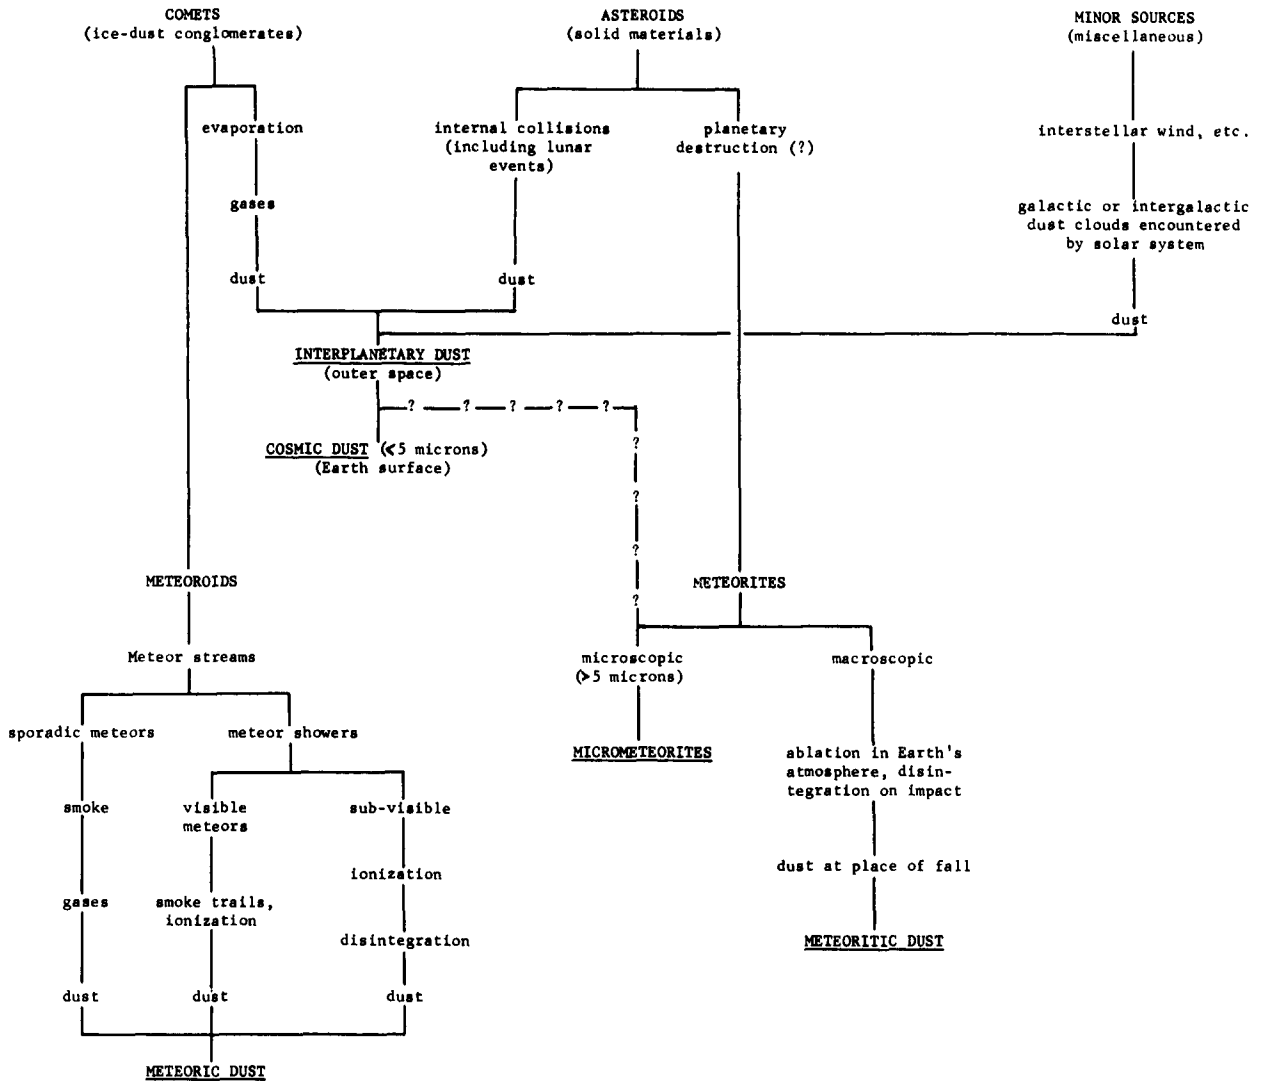 COMETS
(ice-dust conglomerates)
ASTEROIDS
(solid materials)
MINOR SOURCES
(miscellaneous)
evaporation
internal collisions
(including lunar
events)
planetary
destruction (?)
interstellar wind, etc.
gases
galactic or intergalactic
dust clouds encountered
by solar system
dust
dust
dust
INTERPLANETARY DUST
(outer space)
? ? ? ? ?
COSMIC DUST (⩽5 microns)
(Earth surface)
?
?
?
?
METEOROIDS
METEORITES
Meteor streams
microscopic
(>5 microns)
macroscopic
sporadic meteors
meteor showers
MICROMETEORITES
ablation in Earth's
atmosphere, disin-
tegration on impact
smoke
visible
meteors
sub-visible
ionization
dust at place of fall
gases
smoke trails,
ionization
disintegration
METEORITIC DUST
dust
dust
dust
METEORIC DUST